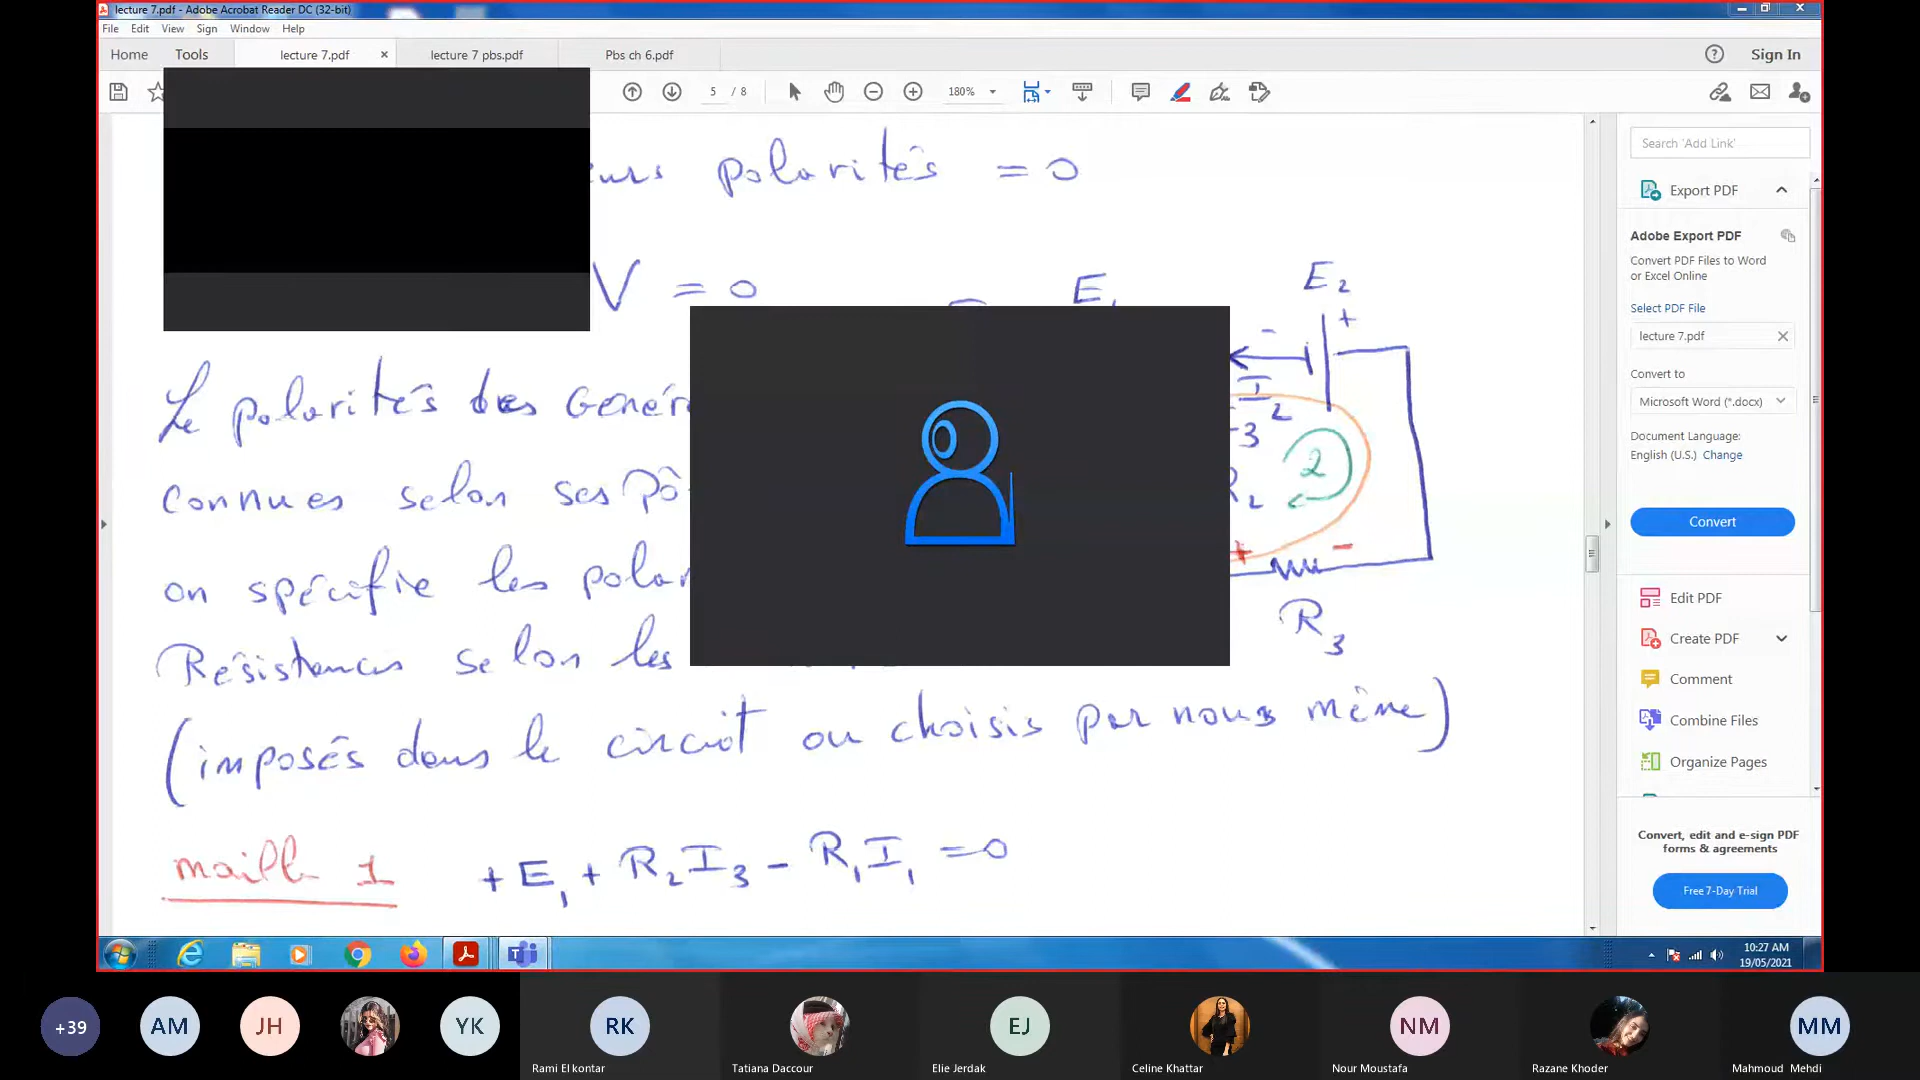 lecture 7.pdf - Adobe Acrobat Reader DC (32-bit)
File Edit View Sign Window Help
Home Tools lecture 7.pdf lecture 7 pbs.pdf Pbs ch 6.pdf Sign In
5 / 8 180%
eurs polarités = 0
V = 0
E1
E2
- +
Le polarités des Génér
I2
3
2
connues selon ses pô
2
+ -
on spécifie les polar
R3
Résistances selon les
(imposés dans le circuit ou choisis par nous même)
maille 1 +E1 + R2I3 - R1I1 = 0
Search 'Add Link'
Export PDF
Adobe Export PDF
Convert PDF Files to Word
or Excel Online
Select PDF File
lecture 7.pdf
Convert to
Microsoft Word (*.docx)
Document Language:
English (U.S.) Change
Convert
Edit PDF
Create PDF
Comment
Combine Files
Organize Pages
Convert, edit and e-sign PDF
forms & agreements
Free 7-Day Trial
10:27 AM
19/05/2021
+39 AM JH YK RK EJ NM MM
Rami El kontar Tatiana Daccour Elie Jerdak Celine Khattar Nour Moustafa Razane Khoder Mahmoud Mehdi